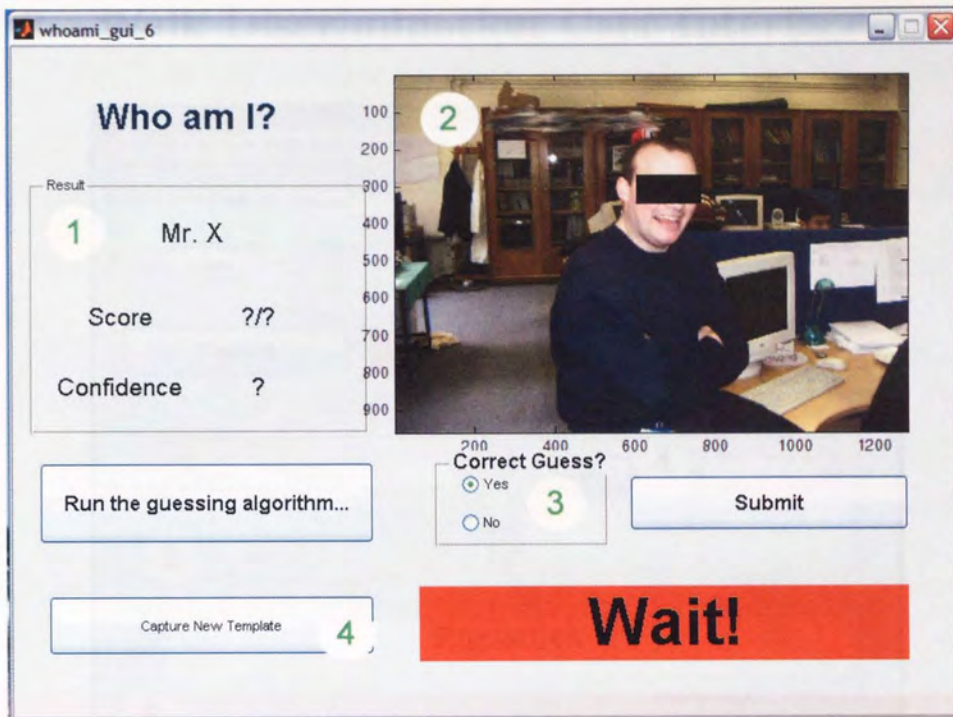 whoami_gui_6
Who am I?
Result
1
Mr. X
Score ?/?
Confidence ?
2
100
200
300
400
500
600
700
800
900
200 400 600 800 1000 1200
Run the guessing algorithm...
Correct Guess?
Yes
No
3
Submit
Capture New Template
4
Wait!